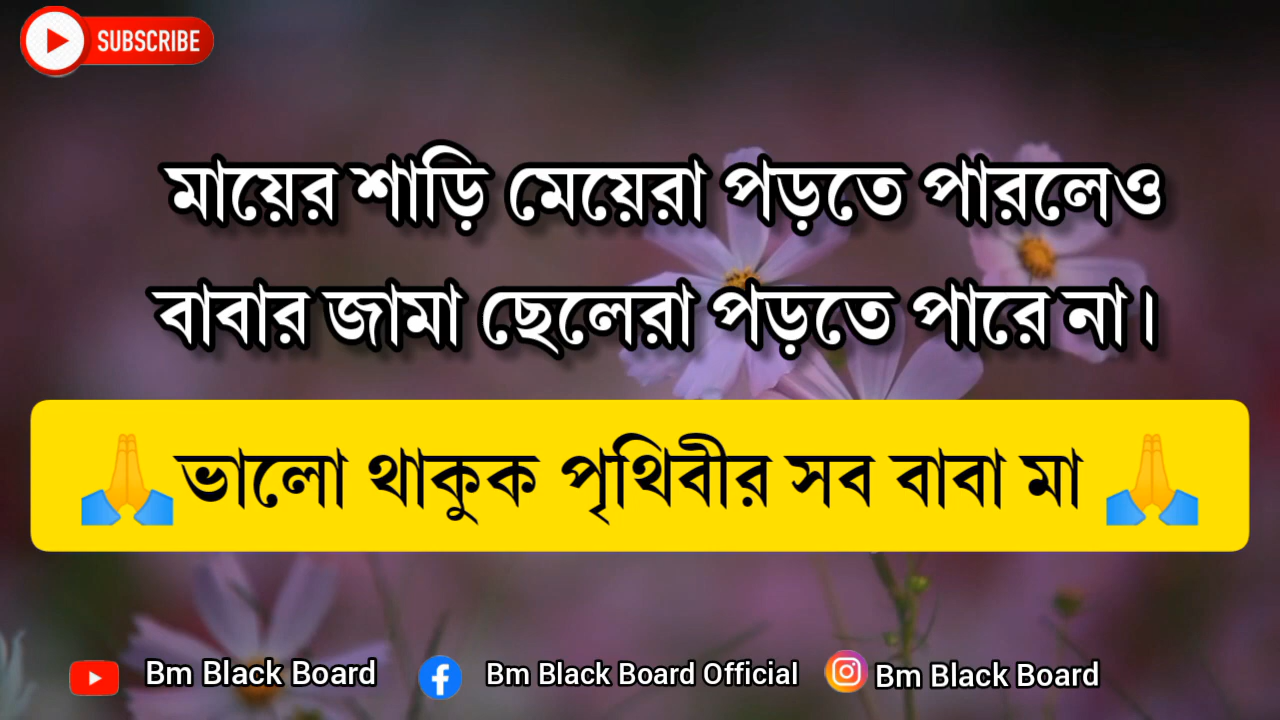 SUBSCRIBE
মায়ের শাড়ি মেয়েরা পড়তে পারলেও
বাবার জামা ছেলেরা পড়তে পারে না।
🙏ভালো থাকুক পৃথিবীর সব বাবা মা🙏
Bm Black Board Bm Black Board Official Bm Black Board